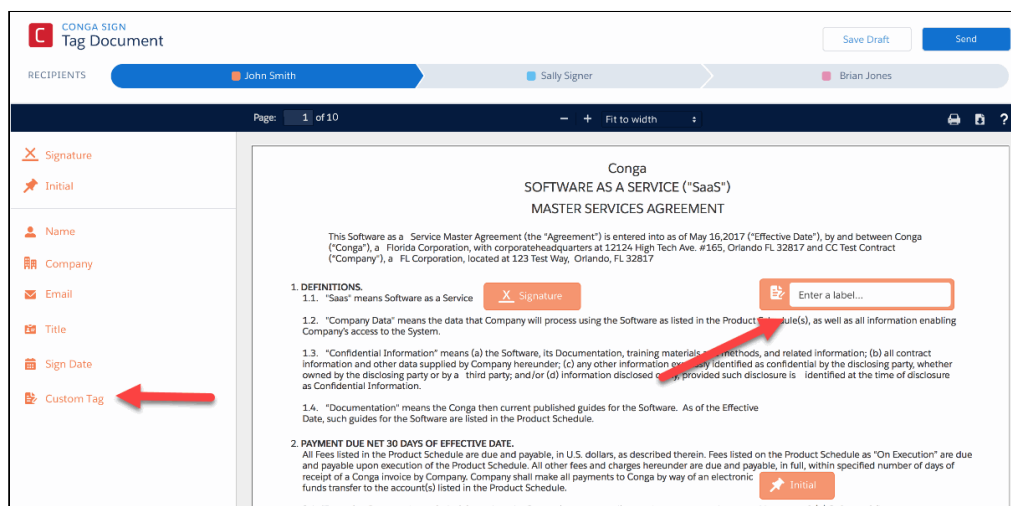 CONGA SIGN
Tag Document
Save Draft
Send
RECIPIENTS
John Smith
Sally Signer
Brian Jones
Page: 1 of 10
Fit to width
?
Signature
Initial
Name
Company
Email
Title
Sign Date
Custom Tag
Conga
SOFTWARE AS A SERVICE ("SaaS")
MASTER SERVICES AGREEMENT
This Software as a Service Master Agreement (the "Agreement") is entered into as of May 16,2017 ("Effective Date"), by and between Conga
("Conga"), a Florida Corporation, with corporateheadquarters at 12124 High Tech Ave. #165, Orlando FL 32817 and CC Test Contract
("Company"), a FL Corporation, located at 123 Test Way, Orlando, FL 32817
1. DEFINITIONS.
1.1. "Saas" means Software as a Service
Signature
Enter a label...
1.2. "Company Data" means the data that Company will process using the Software as listed in the Product as well as all information enabling
Company's access to the System.
1.3. "Confidential Information" means (a) the Software, its Documentation, training methods, and related information; (b) all contract
information and other data supplied by Company hereunder; (c) any other information identified as confidential by the disclosing party, whether
owned by the disclosing party or by a third party; and/or (d) information disclosed provided such disclosure is identified at the time of disclosure
as Confidential Information.
1.4. "Documentation" means the Conga then current published guides for the Software. As of the Effective
Date, such guides for the Software are listed in the Product Schedule.
2. PAYMENT DUE NET 30 DAYS OF EFFECTIVE DATE.
All Fees listed in the Product Schedule are due and payable, in U.S. dollars, as described therein. Fees listed on the Product Schedule as "On Execution" are due
and payable upon execution of the Product Schedule. All other fees and charges hereunder are due and payable, in full, within specified number of days of
receipt of a Conga invoice by Company. Company shall make all payments to Conga by way of an electronic
funds transfer to the account(s) listed in the Product Schedule.
Initial